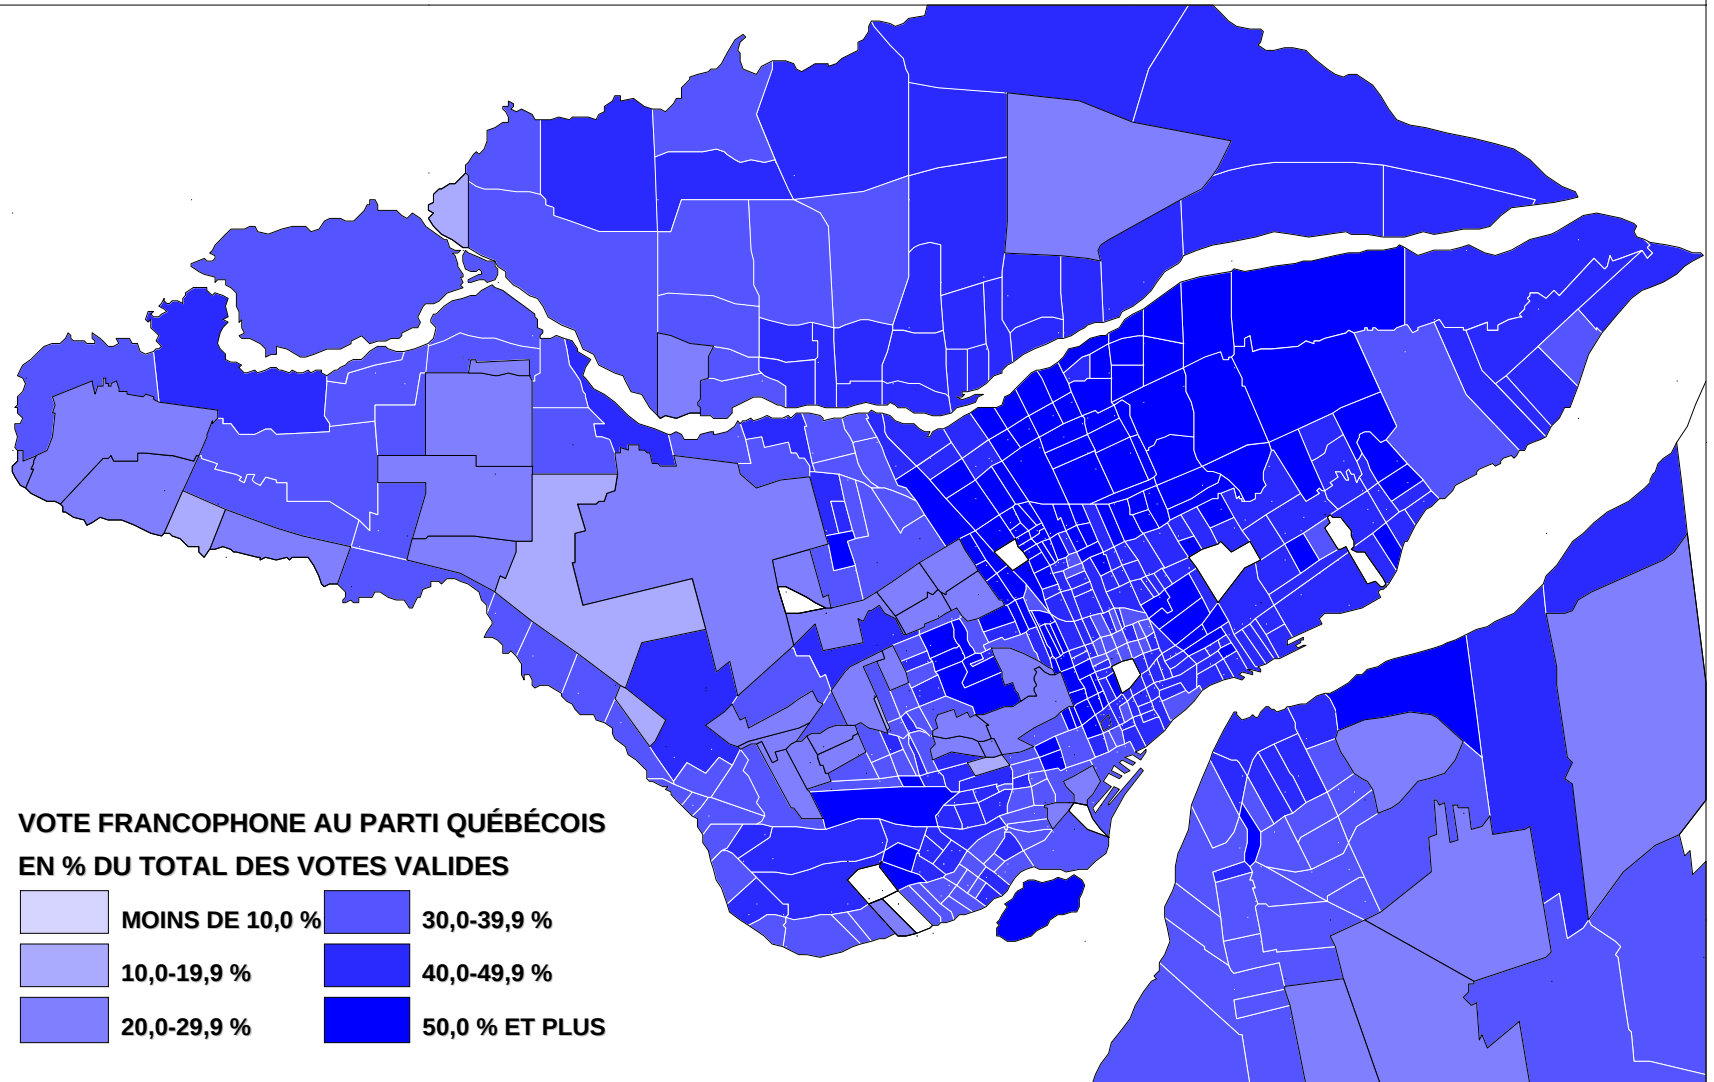 VOTE FRANCOPHONE AU PARTI QUÉBÉCOIS
EN % DU TOTAL DES VOTES VALIDES
MOINS DE 10,0 %
10,0-19,9 %
20,0-29,9 %
30,0-39,9 %
40,0-49,9 %
50,0 % ET PLUS